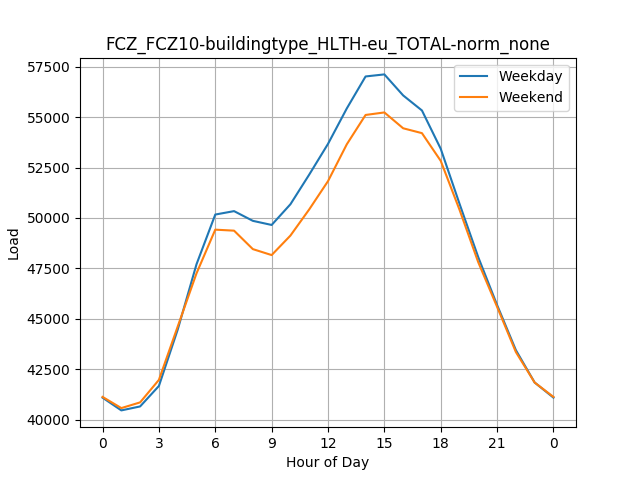 FCZ_FCZ10-buildingtype_HLTH-eu_TOTAL-norm_none
57500
55000
52500
50000
47500
45000
42500
40000
Load
Weekday
Weekend
0 3 6 9 12 15 18 21 0
Hour of Day